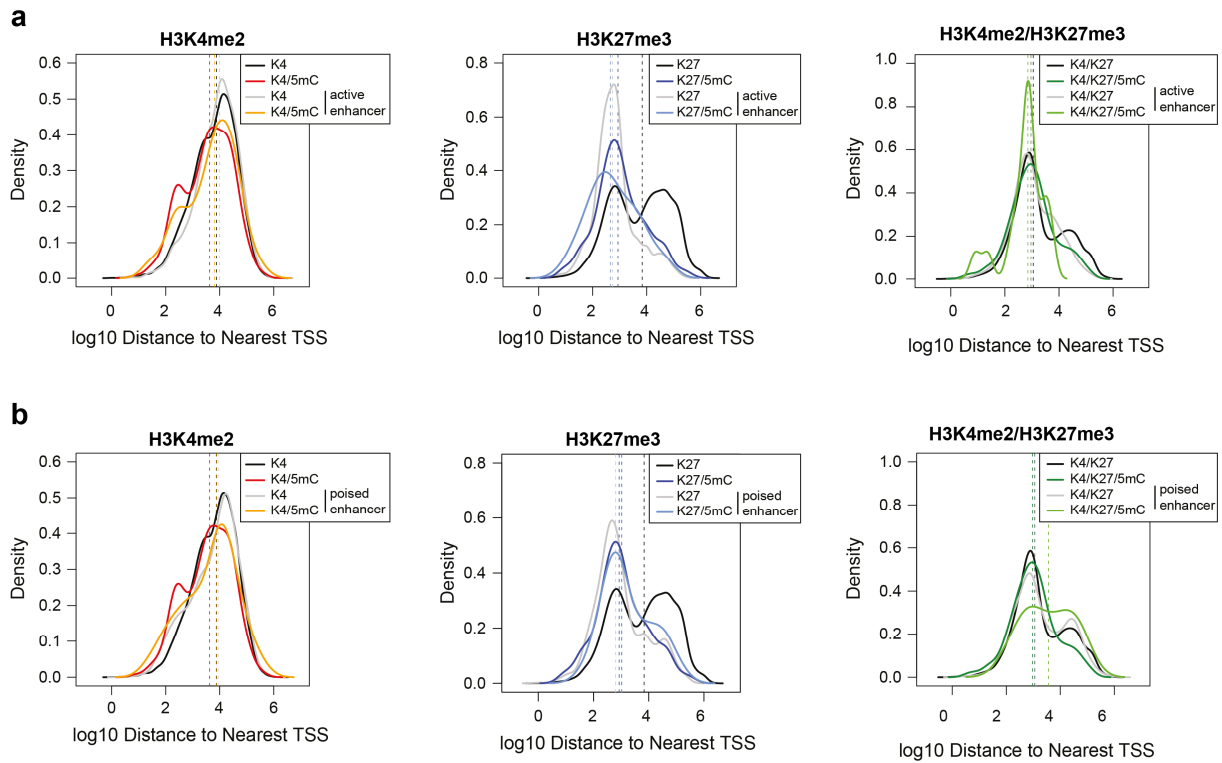 a
H3K4me2
K4
K4/5mC
K4
K4/5mC
active
enhancer
Density
0.6
0.5
0.4
0.3
0.2
0.1
0.0
0 2 4 6
log10 Distance to Nearest TSS
H3K27me3
K27
K27/5mC
K27
K27/5mC
active
enhancer
Density
0.8
0.6
0.4
0.2
0.0
0 2 4 6
log10 Distance to Nearest TSS
H3K4me2/H3K27me3
K4/K27
K4/K27/5mC
K4/K27
K4/K27/5mC
active
enhancer
Density
1.0
0.8
0.6
0.4
0.2
0.0
0 2 4 6
log10 Distance to Nearest TSS
b
H3K4me2
K4
K4/5mC
K4
K4/5mC
poised
enhancer
Density
0.6
0.5
0.4
0.3
0.2
0.1
0.0
0 2 4 6
log10 Distance to Nearest TSS
H3K27me3
K27
K27/5mC
K27
K27/5mC
poised
enhancer
Density
0.8
0.6
0.4
0.2
0.0
0 2 4 6
log10 Distance to Nearest TSS
H3K4me2/H3K27me3
K4/K27
K4/K27/5mC
K4/K27
K4/K27/5mC
poised
enhancer
Density
1.0
0.8
0.6
0.4
0.2
0.0
0 2 4 6
log10 Distance to Nearest TSS